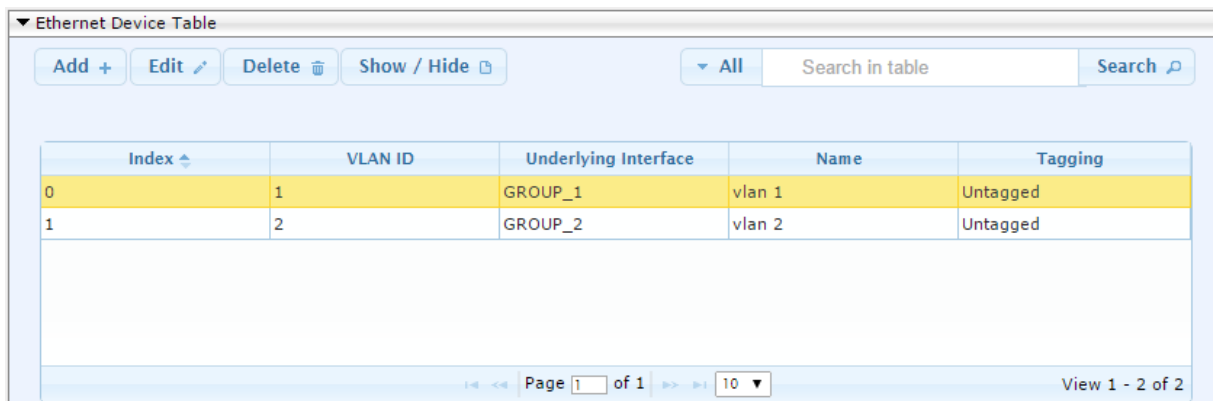 Ethernet Device Table
Add + Edit Delete Show / Hide All Search in table Search
Index VLAN ID Underlying Interface Name Tagging
0 1 GROUP_1 vlan 1 Untagged
1 2 GROUP_2 vlan 2 Untagged
Page 1 of 1 10 View 1 - 2 of 2